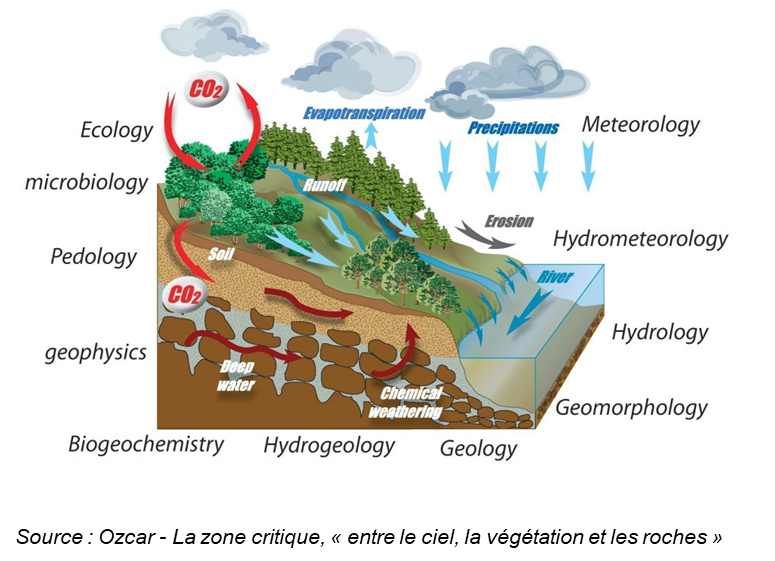 CO2
Evapotranspiration
Precipitations
Meteorology
Ecology
microbiology
Runoff
Erosion
Hydrometeorology
Pedology
Soil
River
CO2
Hydrology
geophysics
Deep
water
Chemical
weathering
Geomorphology
Biogeochemistry
Hydrogeology
Geology
Source : Ozcar - La zone critique, « entre le ciel, la végétation et les roches »